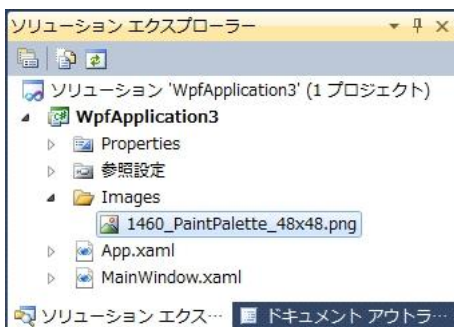 ソリューション エクスプローラー
ソリューション 'WpfApplication3' (1 プロジェクト)
WpfApplication3
Properties
参照設定
Images
1460_PaintPalette_48x48.png
App.xaml
MainWindow.xaml
ソリューション エクス…
ドキュメント アウトラ…